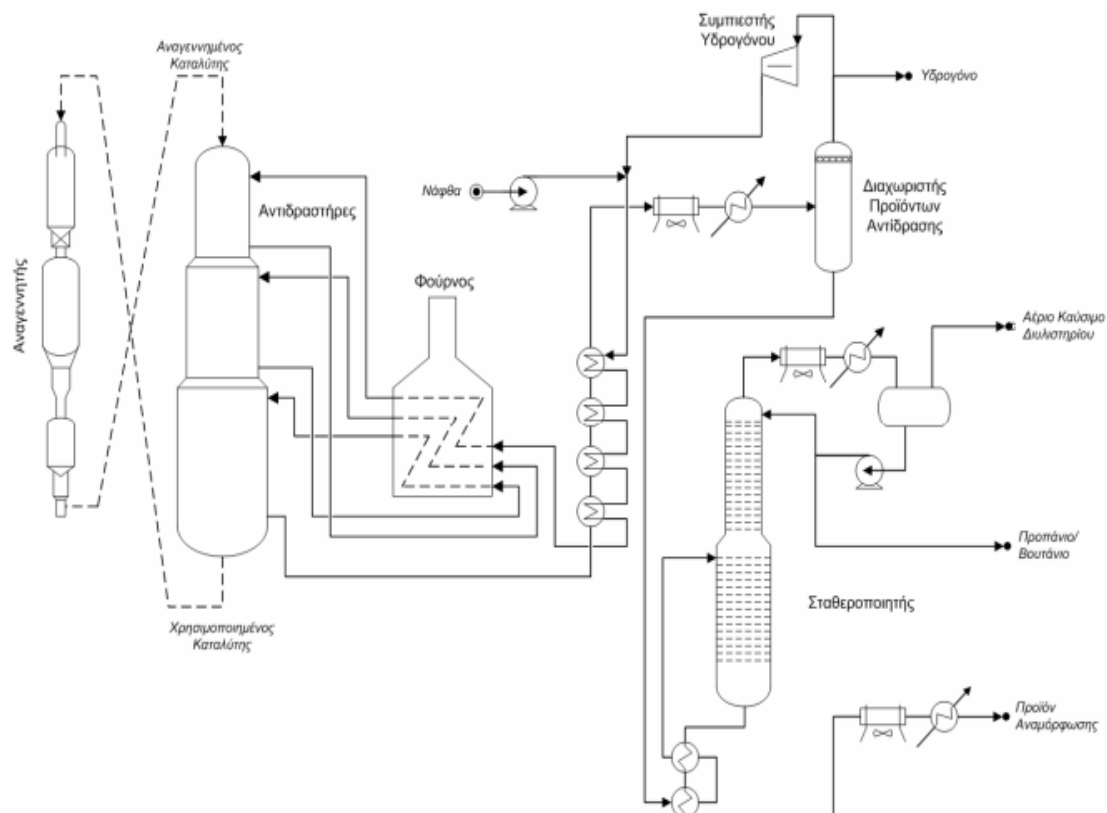 Αναγεννημένος
Καταλύτης
Συμπιεστής
Υδρογόνου
Υδρογόνο
Νάφθα
Διαχωριστής
Προϊόντων
Αντίδρασης
Αντιδραστήρες
Φούρνος
Αναγεννητής
Αέριο Καύσιμο
Διυλιστηρίου
Προπάνιο/
Βουτάνιο
Σταθεροποιητής
Χρησιμοποιημένος
Καταλύτης
Προϊόν
Αναμόρφωσης